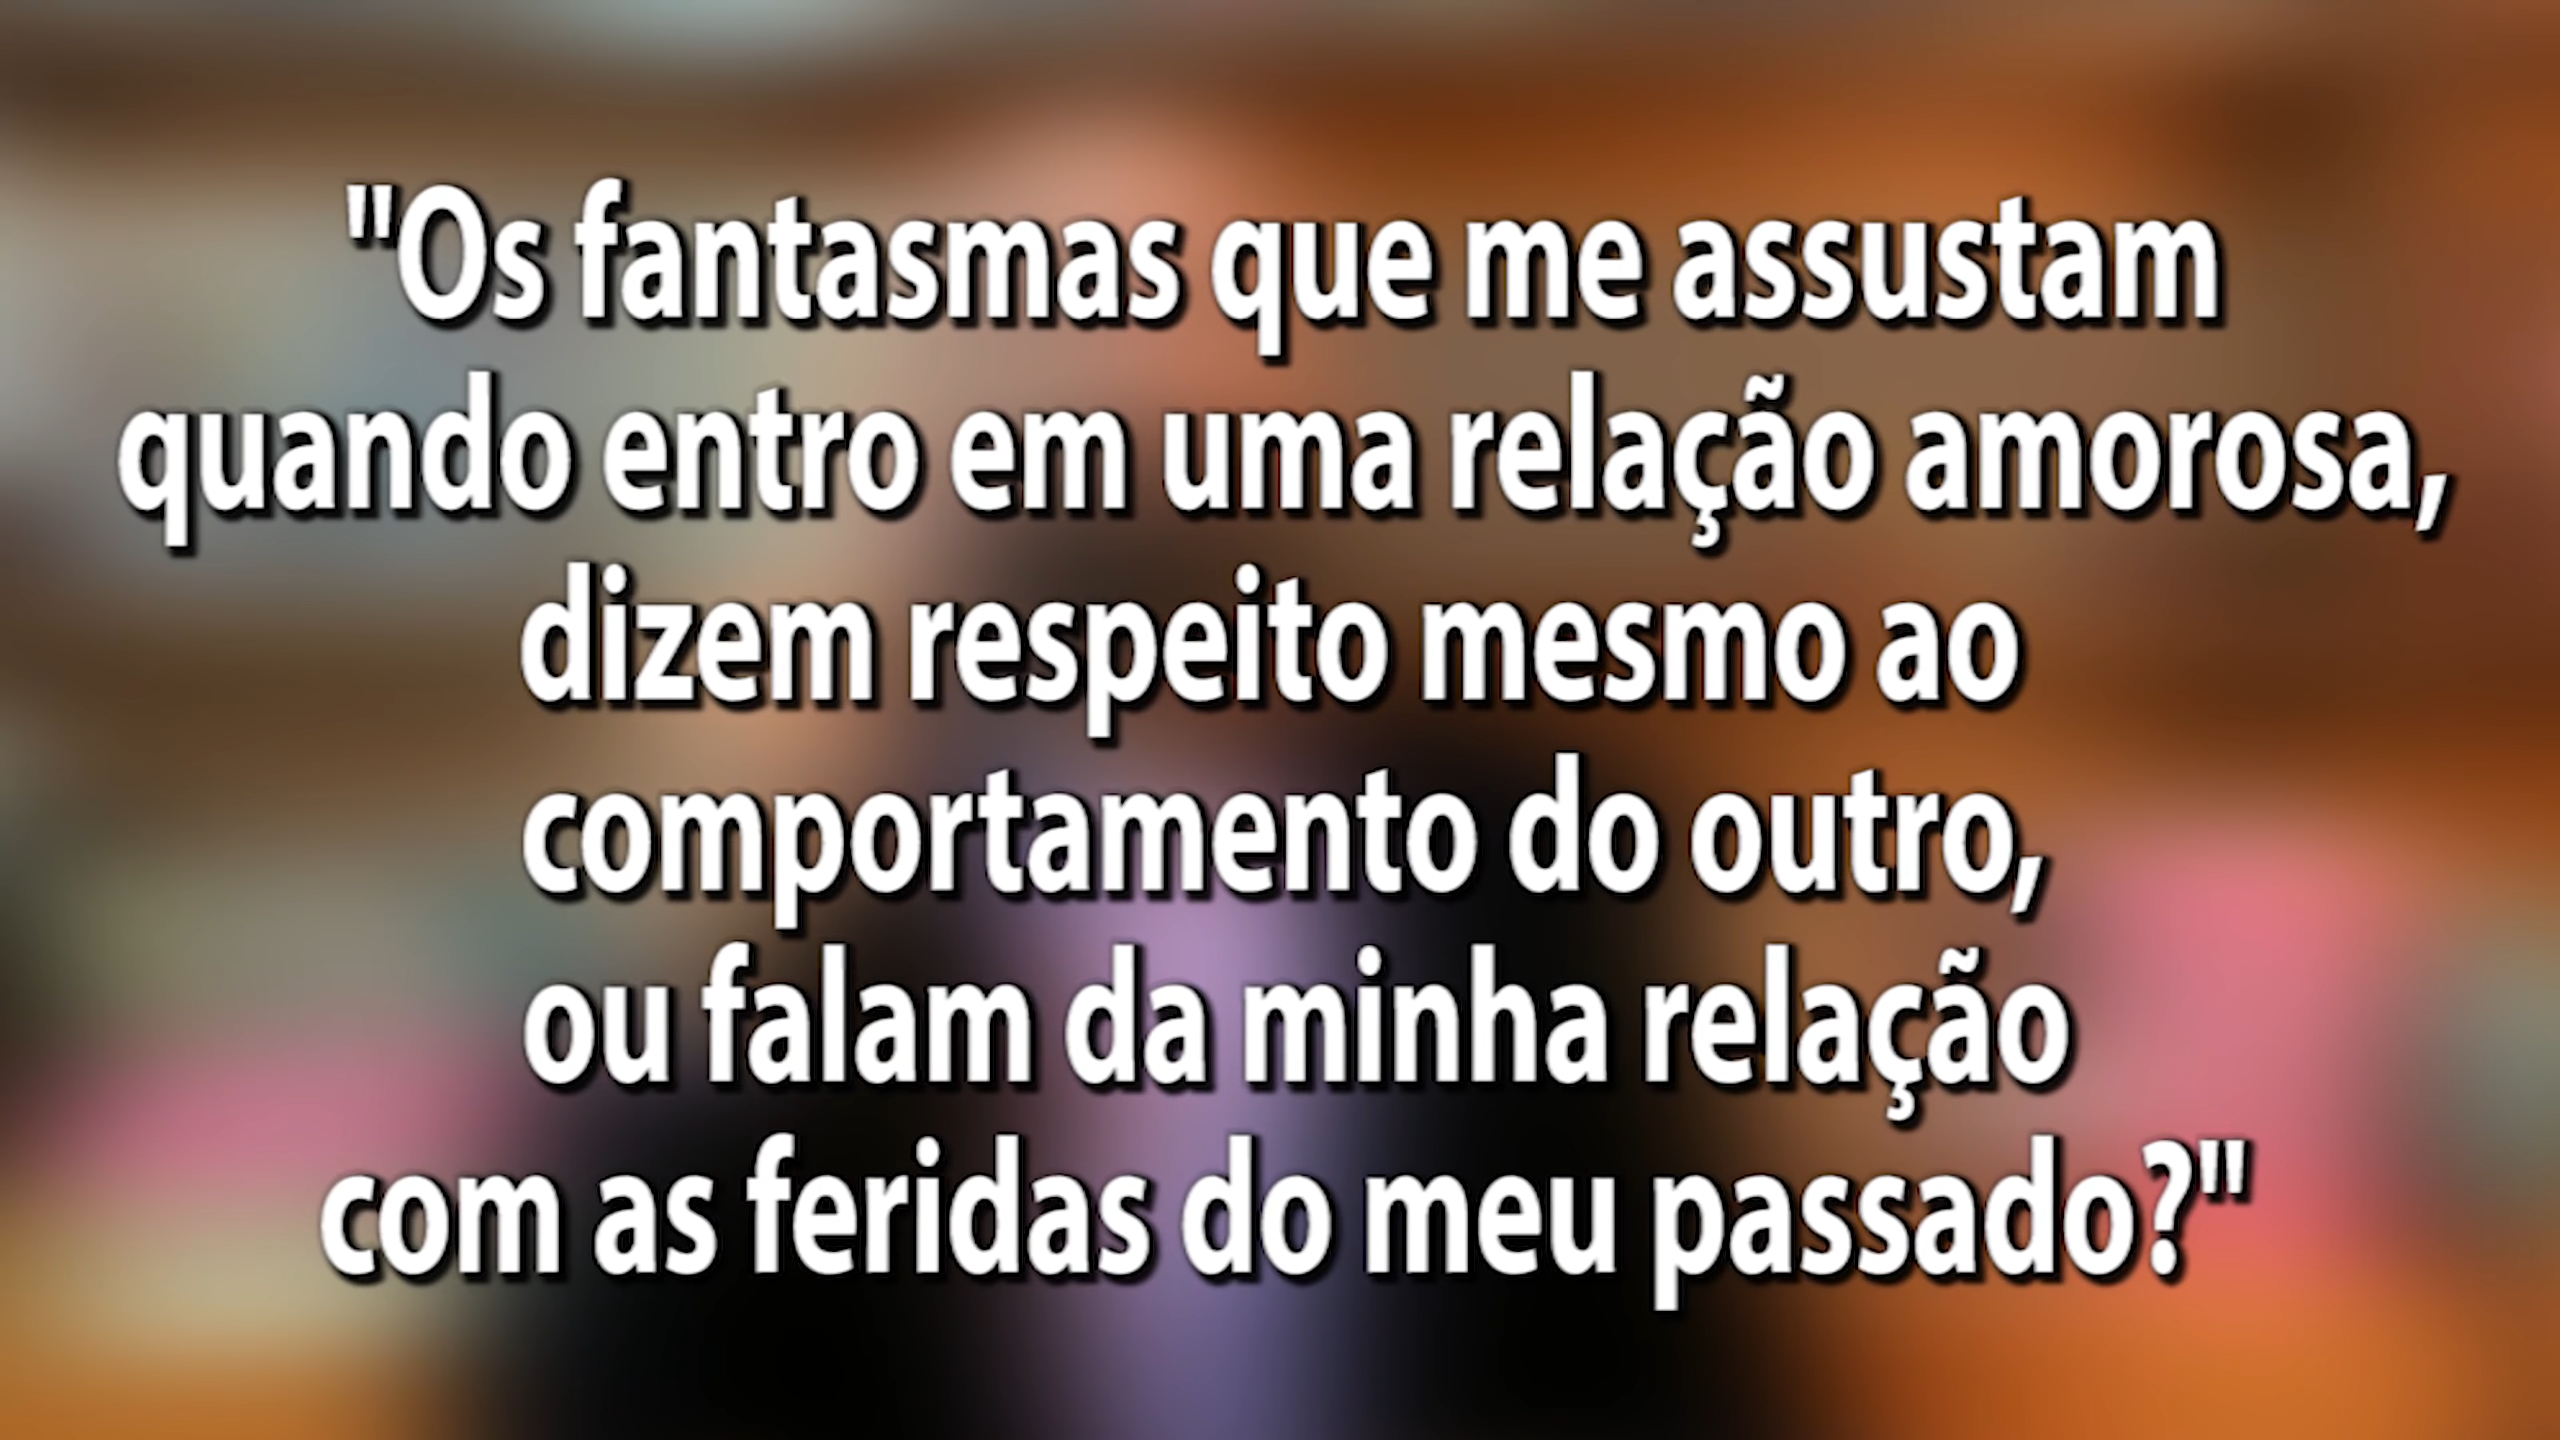 "Os fantasmas que me assustam
quando entro em uma relação amorosa,
dizem respeito mesmo ao
comportamento do outro,
ou falam da minha relação
com as feridas do meu passado?"